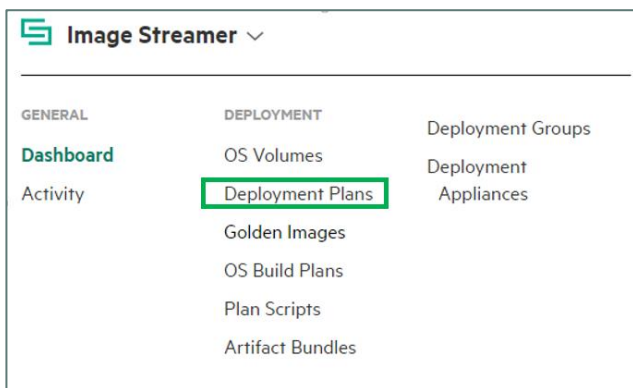 Image Streamer
GENERAL
Dashboard
Activity
DEPLOYMENT
OS Volumes
Deployment Plans
Golden Images
OS Build Plans
Plan Scripts
Artifact Bundles
Deployment Groups
Deployment
Appliances